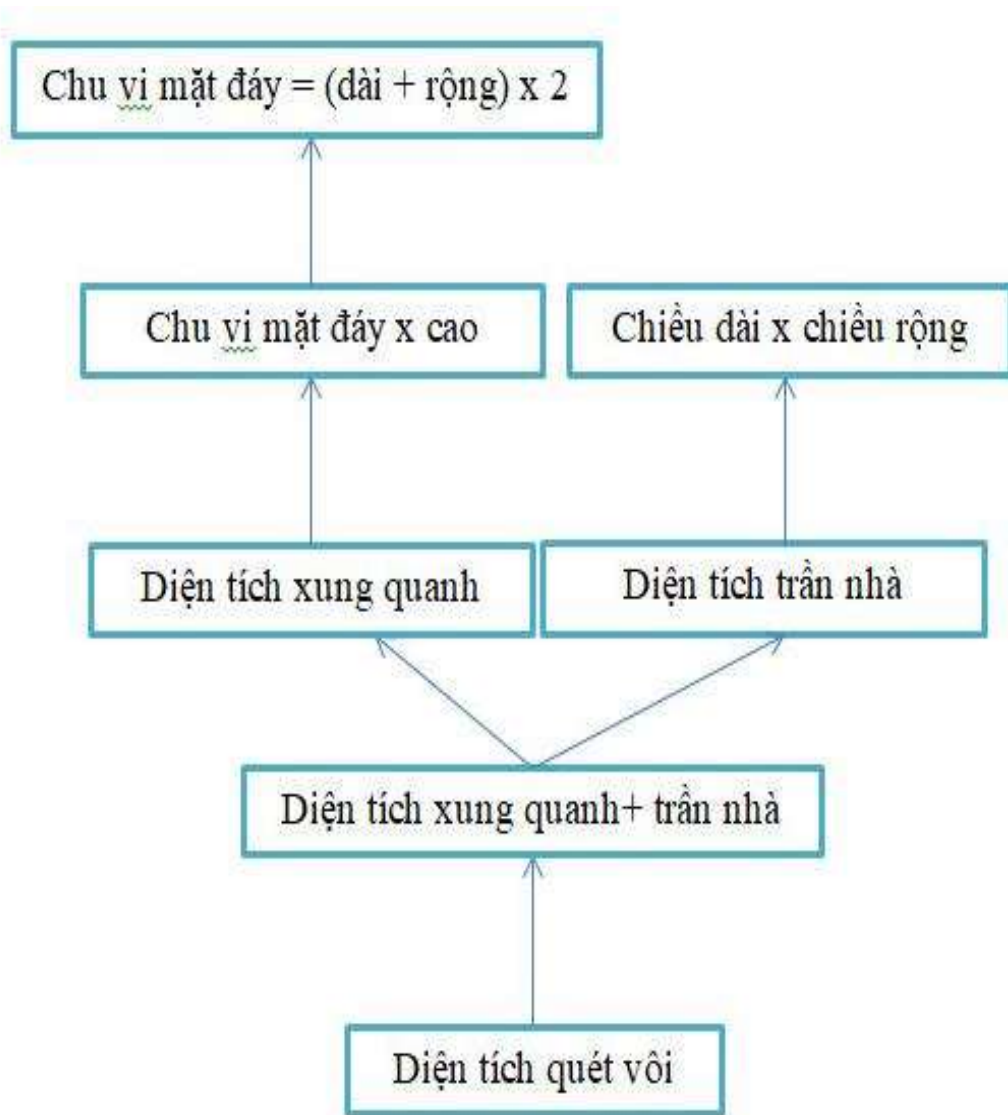 Chu vi mặt đáy = (dài + rộng) x 2
Chu vi mặt đáy x cao
Chiều dài x chiều rộng
Diện tích xung quanh
Diện tích trần nhà
Diện tích xung quanh+ trần nhà
Diện tích quét vôi